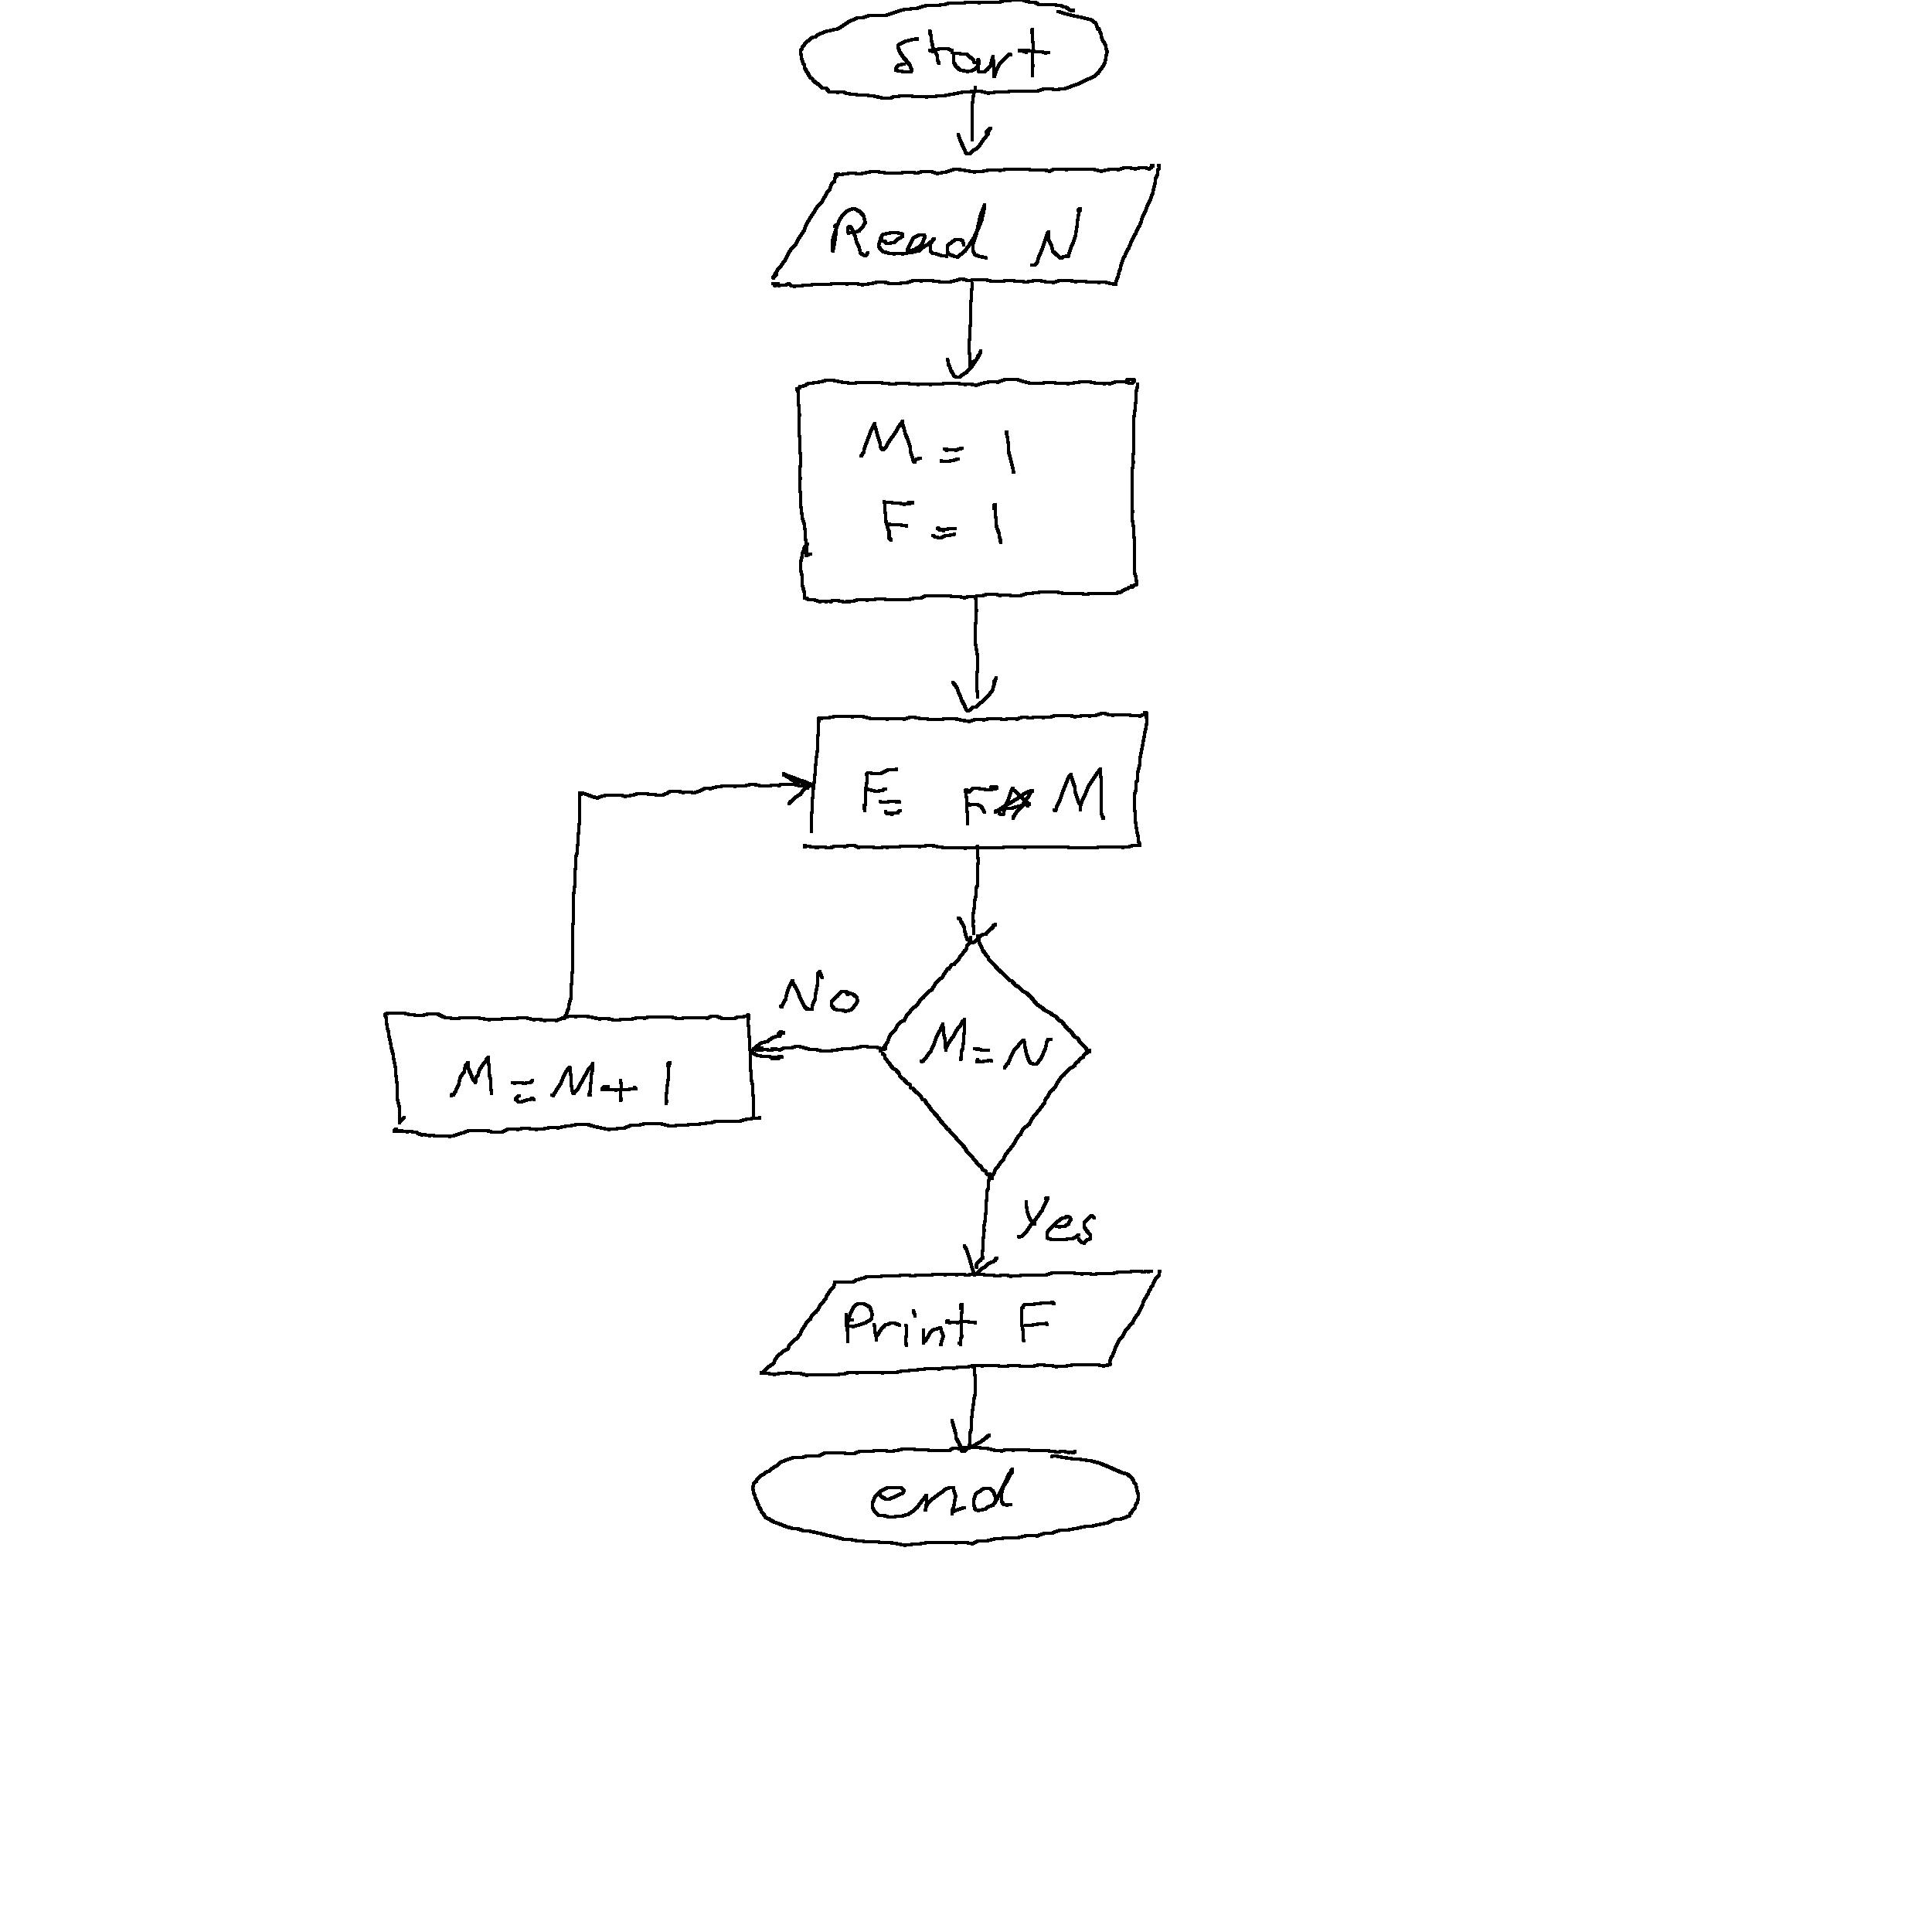 start
Read N
M = 1
F = 1
F = F * M
No
M = N
M = M + 1
Yes
Print F
end